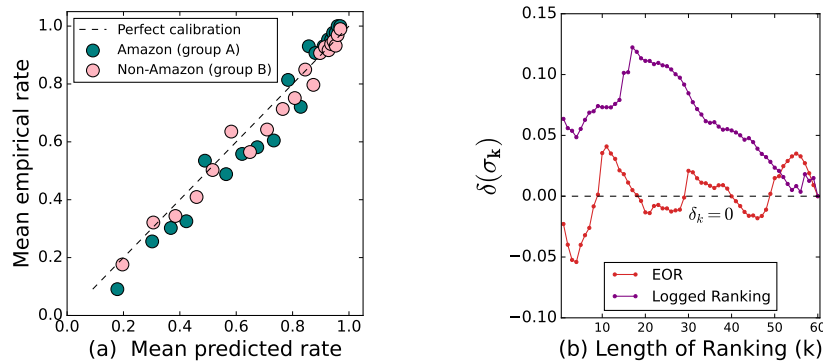 1.0
0.8
0.6
0.4
0.2
0.0
Mean empirical rate
Perfect calibration
Amazon (group A)
Non-Amazon (group B)
0.0 0.2 0.4 0.6 0.8 1.0
(a) Mean predicted rate
0.15
0.10
0.05
0.00
−0.05
−0.10
δ(σk)
δk = 0
EOR
Logged Ranking
10 20 30 40 50 60
(b) Length of Ranking (k)